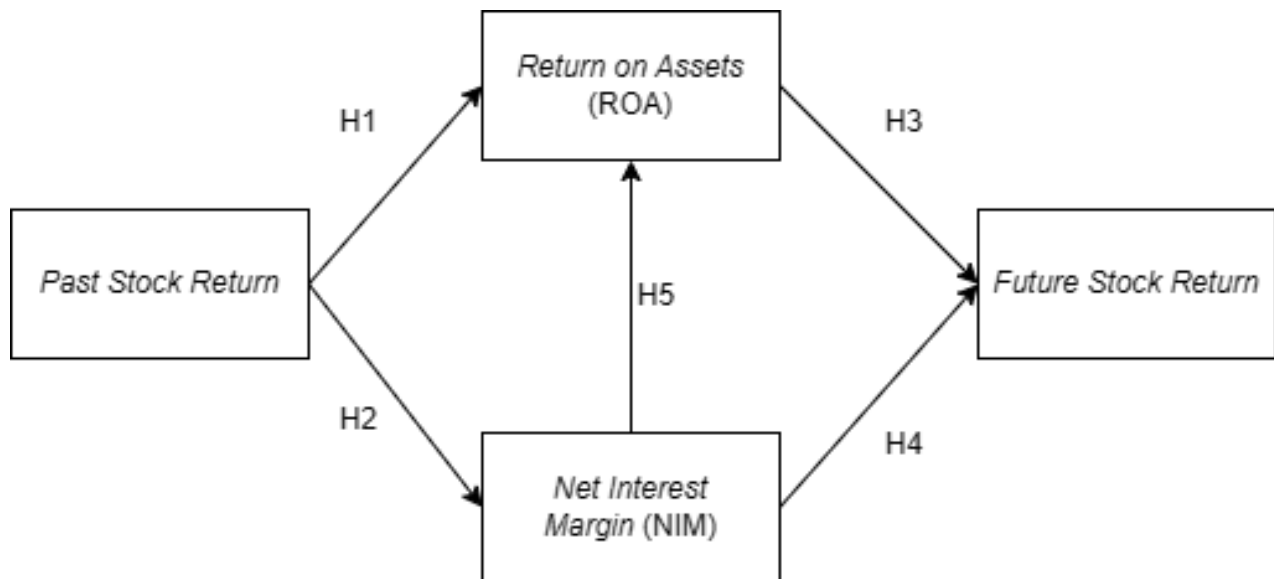 Return on Assets
(ROA)
H1
H3
Past Stock Return
H5
Future Stock Return
H2
H4
Net Interest
Margin (NIM)